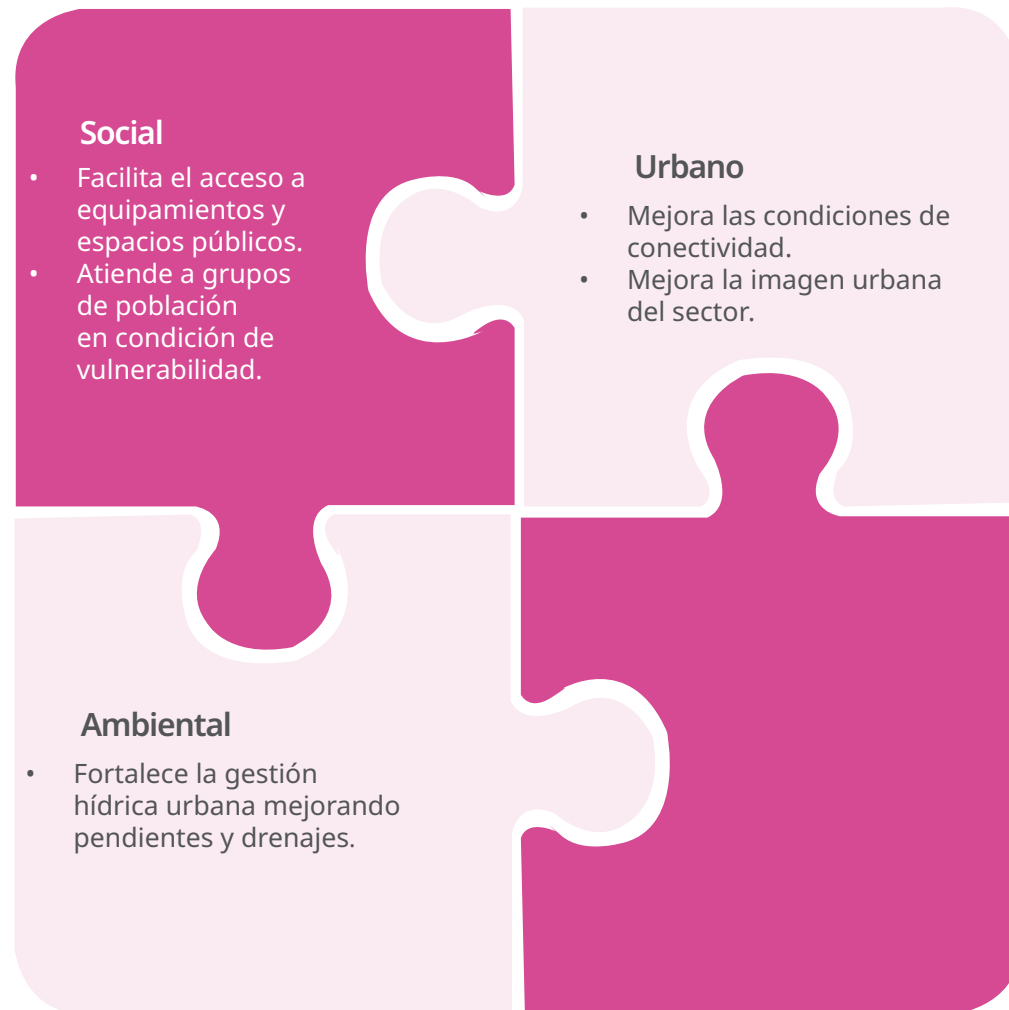 Social
• Facilita el acceso a
equipamientos y
espacios públicos.
• Atiende a grupos
de población
en condición de
vulnerabilidad.
Urbano
• Mejora las condiciones de
conectividad.
• Mejora la imagen urbana
del sector.
Ambiental
• Fortalece la gestión
hídrica urbana mejorando
pendientes y drenajes.